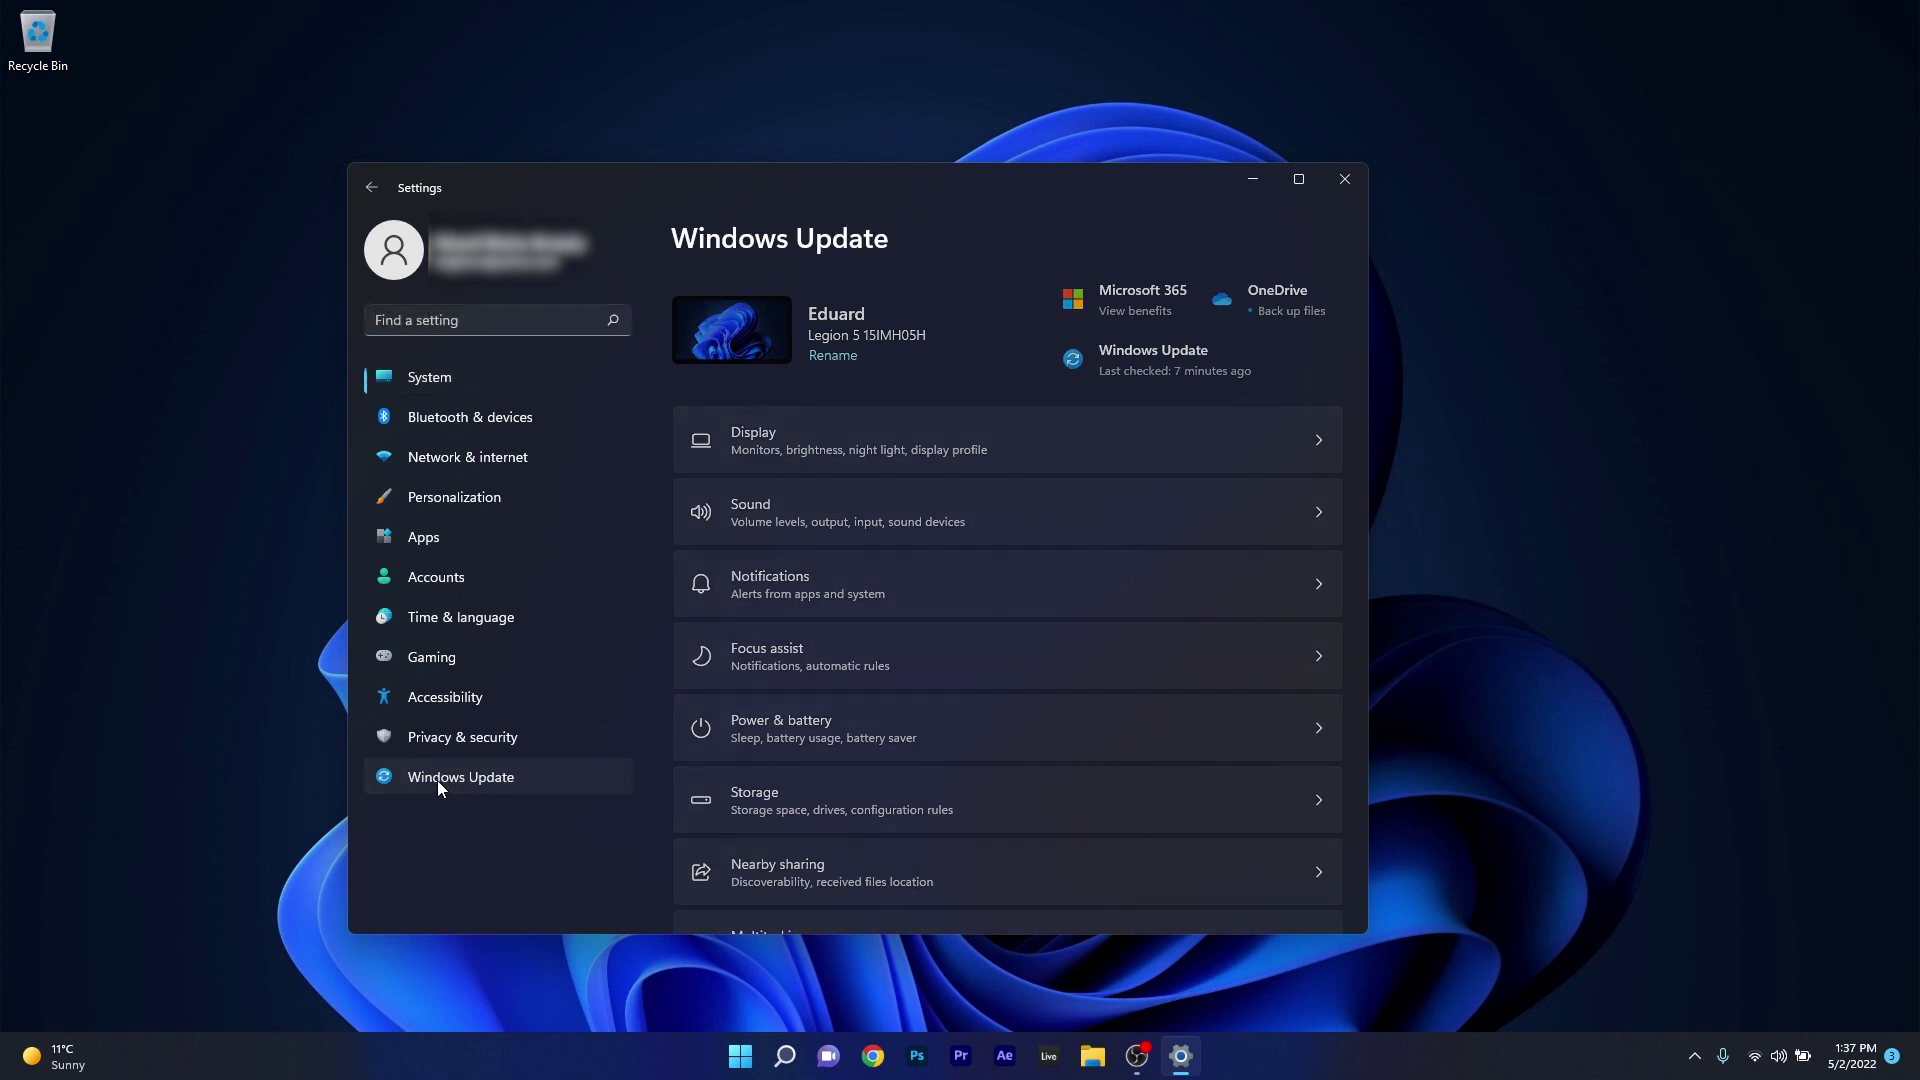 Recycle Bin
Settings
Find a setting
System
Bluetooth & devices
Network & internet
Personalization
Apps
Accounts
Time & language
Gaming
Accessibility
Privacy & security
Windows Update
Windows Update
Eduard
Legion 5 15IMH05H
Rename
Microsoft 365
View benefits
OneDrive
• Back up files
Windows Update
Last checked: 7 minutes ago
Display
Monitors, brightness, night light, display profile
Sound
Volume levels, output, input, sound devices
Notifications
Alerts from apps and system
Focus assist
Notifications, automatic rules
Power & battery
Sleep, battery usage, battery saver
Storage
Storage space, drives, configuration rules
Nearby sharing
Discoverability, received files location
11°C
Sunny
Ps
Pr
Ae
Live
1:37 PM
5/2/2022
3